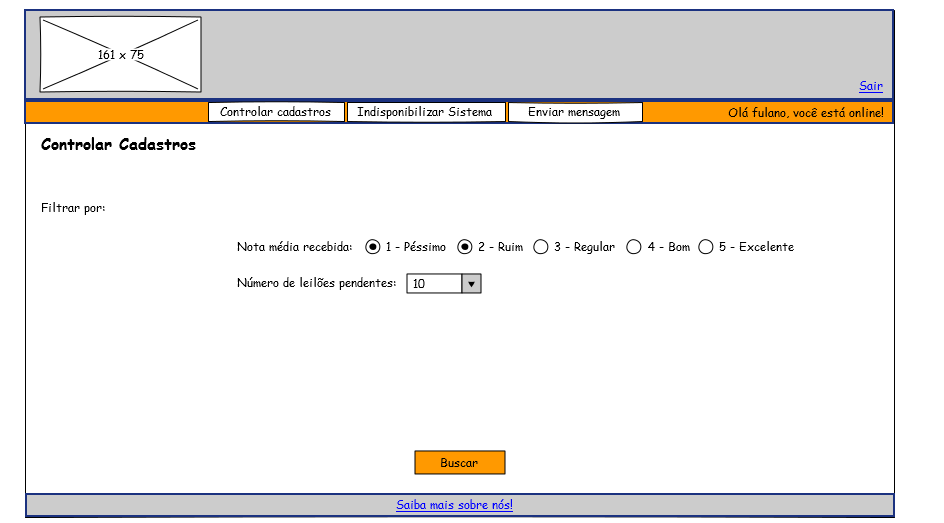 161 x 75
Sair
Controlar cadastros Indisponibilizar Sistema Enviar mensagem Olá fulano, você está online!
Controlar Cadastros
Filtrar por:
Nota média recebida: 1 - Péssimo 2 - Ruim 3 - Regular 4 - Bom 5 - Excelente
Número de leilões pendentes: 10
Buscar
Saiba mais sobre nós!